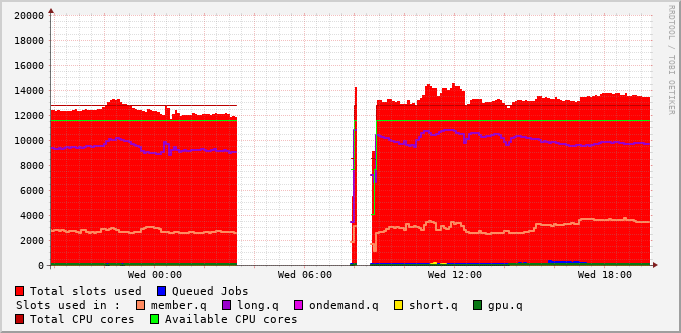 20000
18000
16000
14000
12000
10000
8000
6000
4000
2000
0
Wed 00:00 Wed 06:00 Wed 12:00 Wed 18:00
RRDTOOL / TOBI OETIKER
Total slots used Queued Jobs
Slots used in : member.q long.q ondemand.q short.q gpu.q
Total CPU cores Available CPU cores